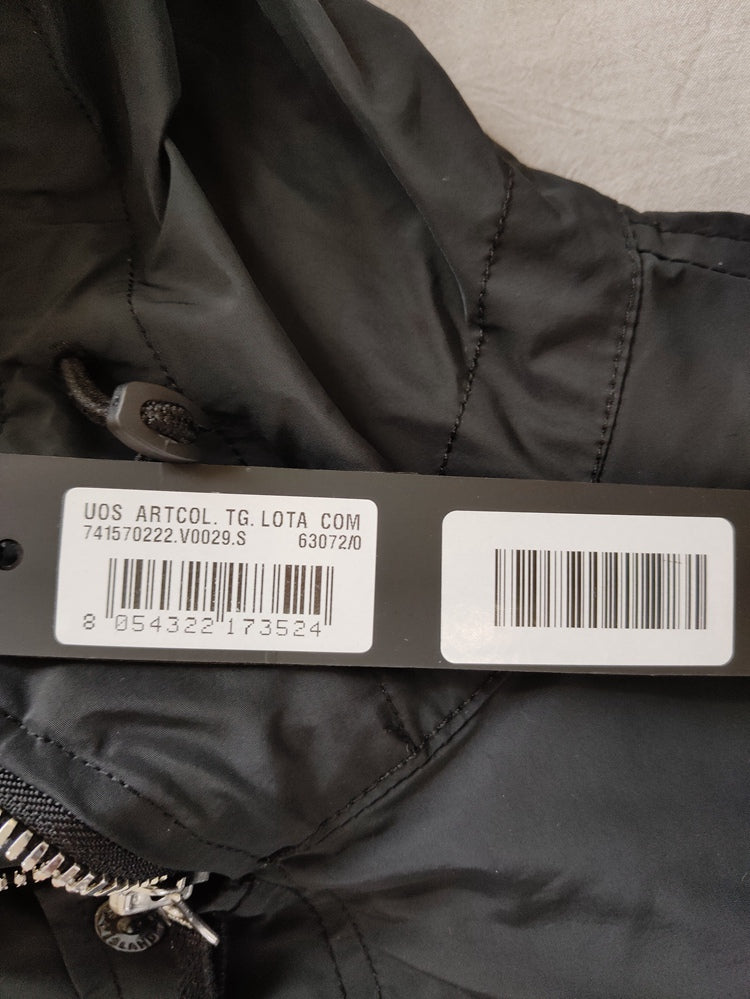 UOS ARTCOL. TG. LOTA COM
741570222.V0029.S 63072/0
8 054322 173524